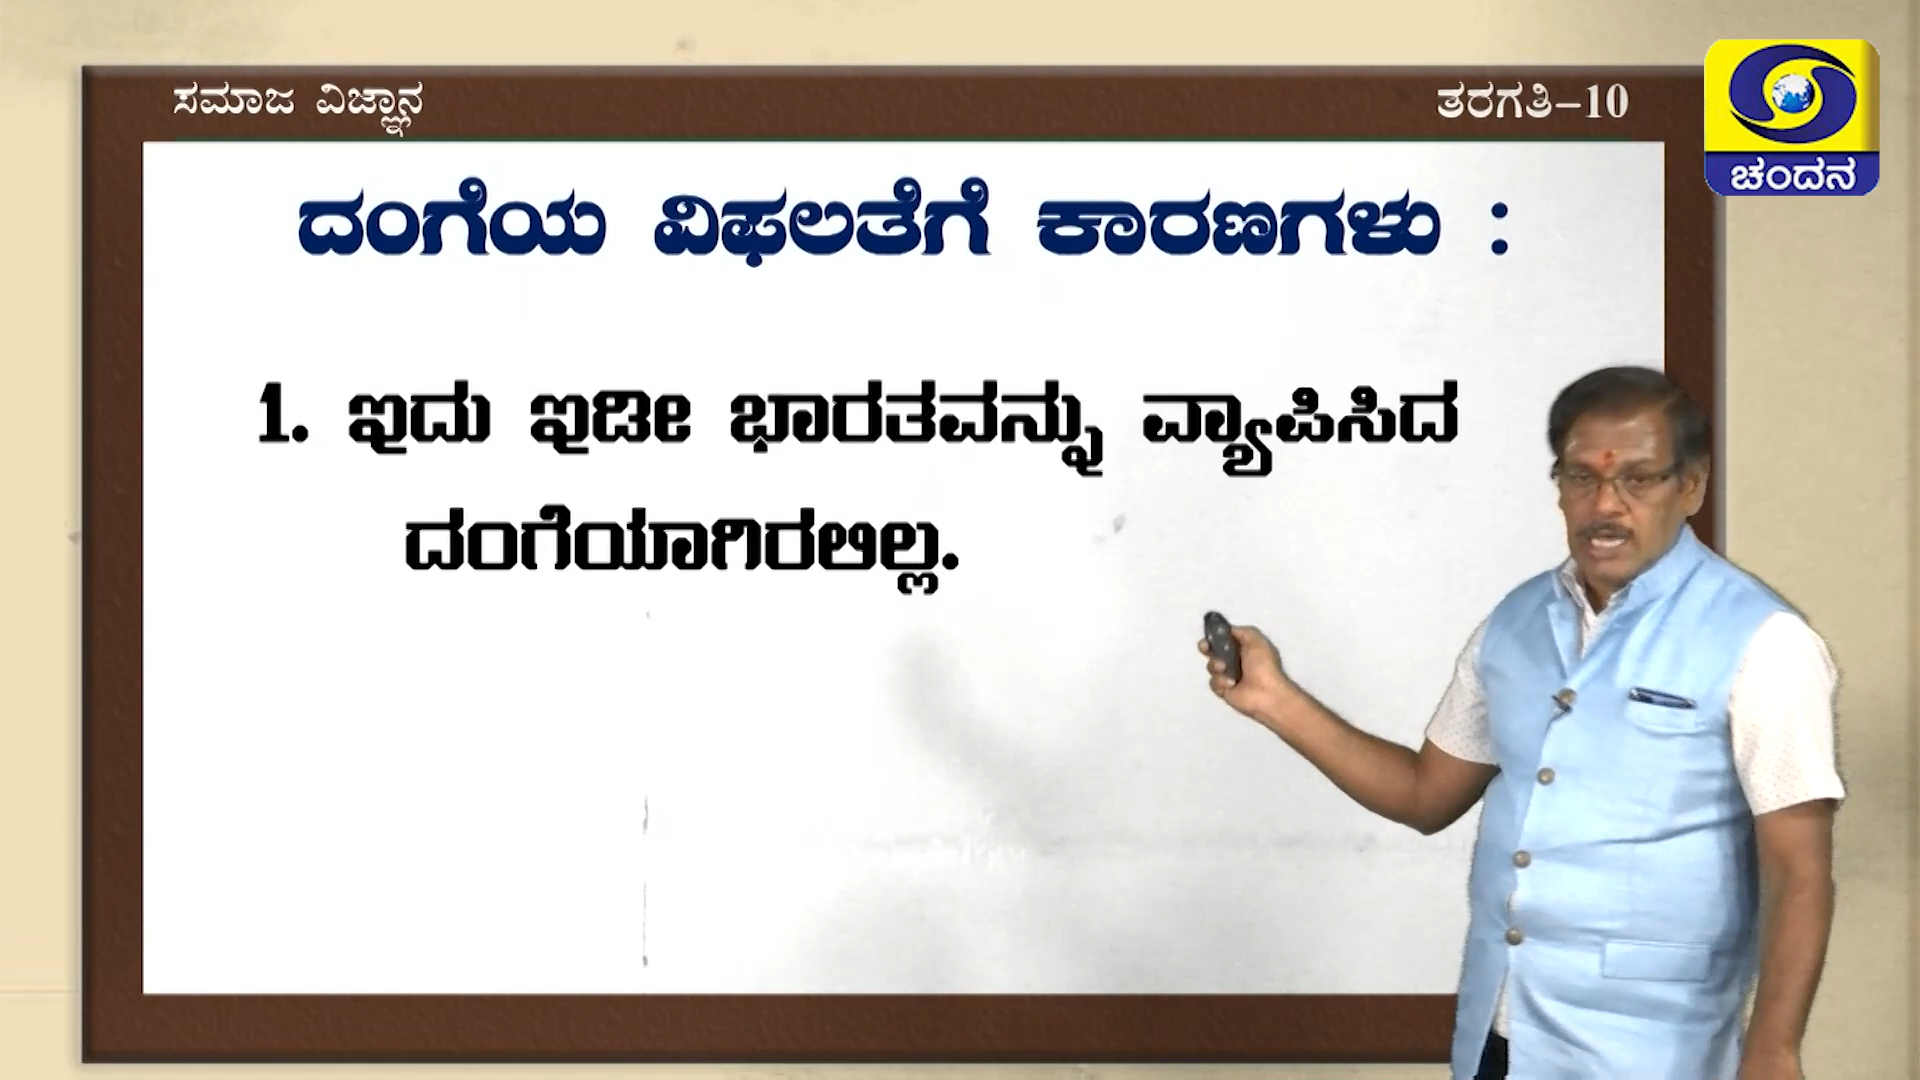 ಸಮಾಜ ವಿಜ್ಞಾನ
ತರಗತಿ-10
ಚಂದನ
ದಂಗೆಯ ವಿಫಲತೆಗೆ ಕಾರಣಗಳು :
1. ಇದು ಇಡೀ ಭಾರತವನ್ನು ವ್ಯಾಪಿಸಿದ
ದಂಗೆಯಾಗಿರಲಿಲ್ಲ.